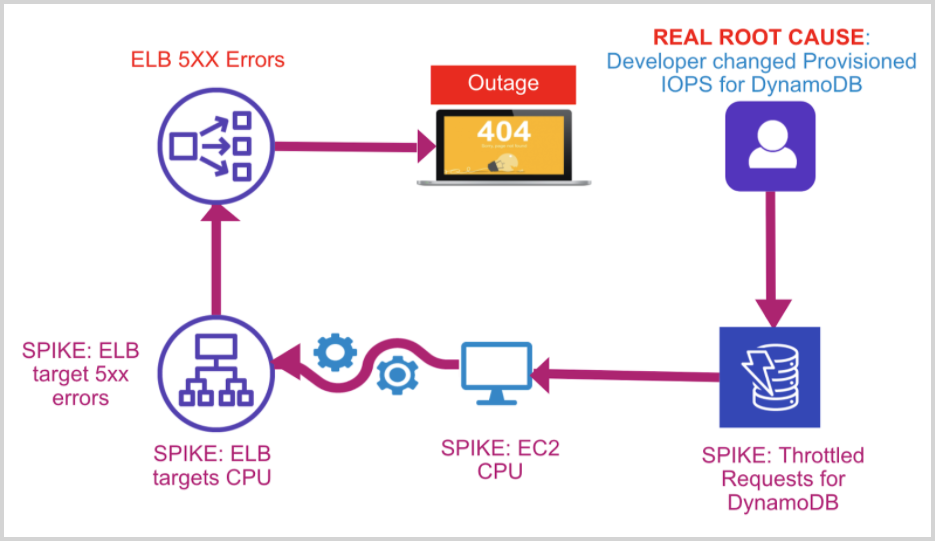 ELB 5XX Errors
Outage
404
REAL ROOT CAUSE:
Developer changed Provisioned
IOPS for DynamoDB
SPIKE: ELB
target 5xx
errors
SPIKE: ELB
targets CPU
SPIKE: EC2
CPU
SPIKE: Throttled
Requests for
DynamoDB